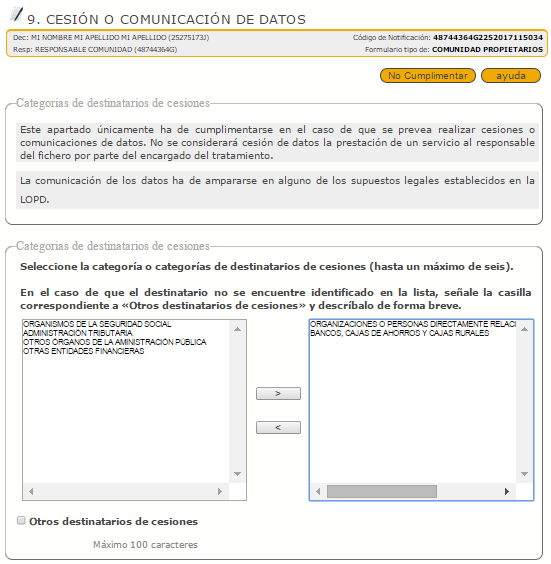 9. CESIÓN O COMUNICACIÓN DE DATOS
Dec: MI NOMBRE MI APELLIDO MI APELLIDO (25275173J)
Código de Notificación: 48744364G2252017115034
Resp: RESPONSABLE COMUNIDAD (48744364G)
Formulario tipo de: COMUNIDAD PROPIETARIOS
No Cumplimentar
ayuda
Categorías de destinatarios de cesiones
Este apartado únicamente ha de cumplimentarse en el caso de que se prevea realizar cesiones o
comunicaciones de datos. No se considerará cesión de datos la prestación de un servicio al responsable
del fichero por parte del encargado del tratamiento.
La comunicación de los datos ha de ampararse en alguno de los supuestos legales establecidos en la
LOPD.
Categorías de destinatarios de cesiones
Seleccione la categoría o categorías de destinatarios de cesiones (hasta un máximo de seis).
En el caso de que el destinatario no se encuentre identificado en la lista, señale la casilla
correspondiente a «Otros destinatarios de cesiones» y descríbalo de forma breve.
ORGANISMOS DE LA SEGURIDAD SOCIAL
ADMINISTRACIÓN TRIBUTARIA
OTROS ÓRGANOS DE LA AMINISTRACIÓN PÚBLICA
OTRAS ENTIDADES FINANCIERAS
>
<
ORGANIZACIONES O PERSONAS DIRECTAMENTE RELACI
BANCOS, CAJAS DE AHORROS Y CAJAS RURALES
Otros destinatarios de cesiones
Máximo 100 caracteres